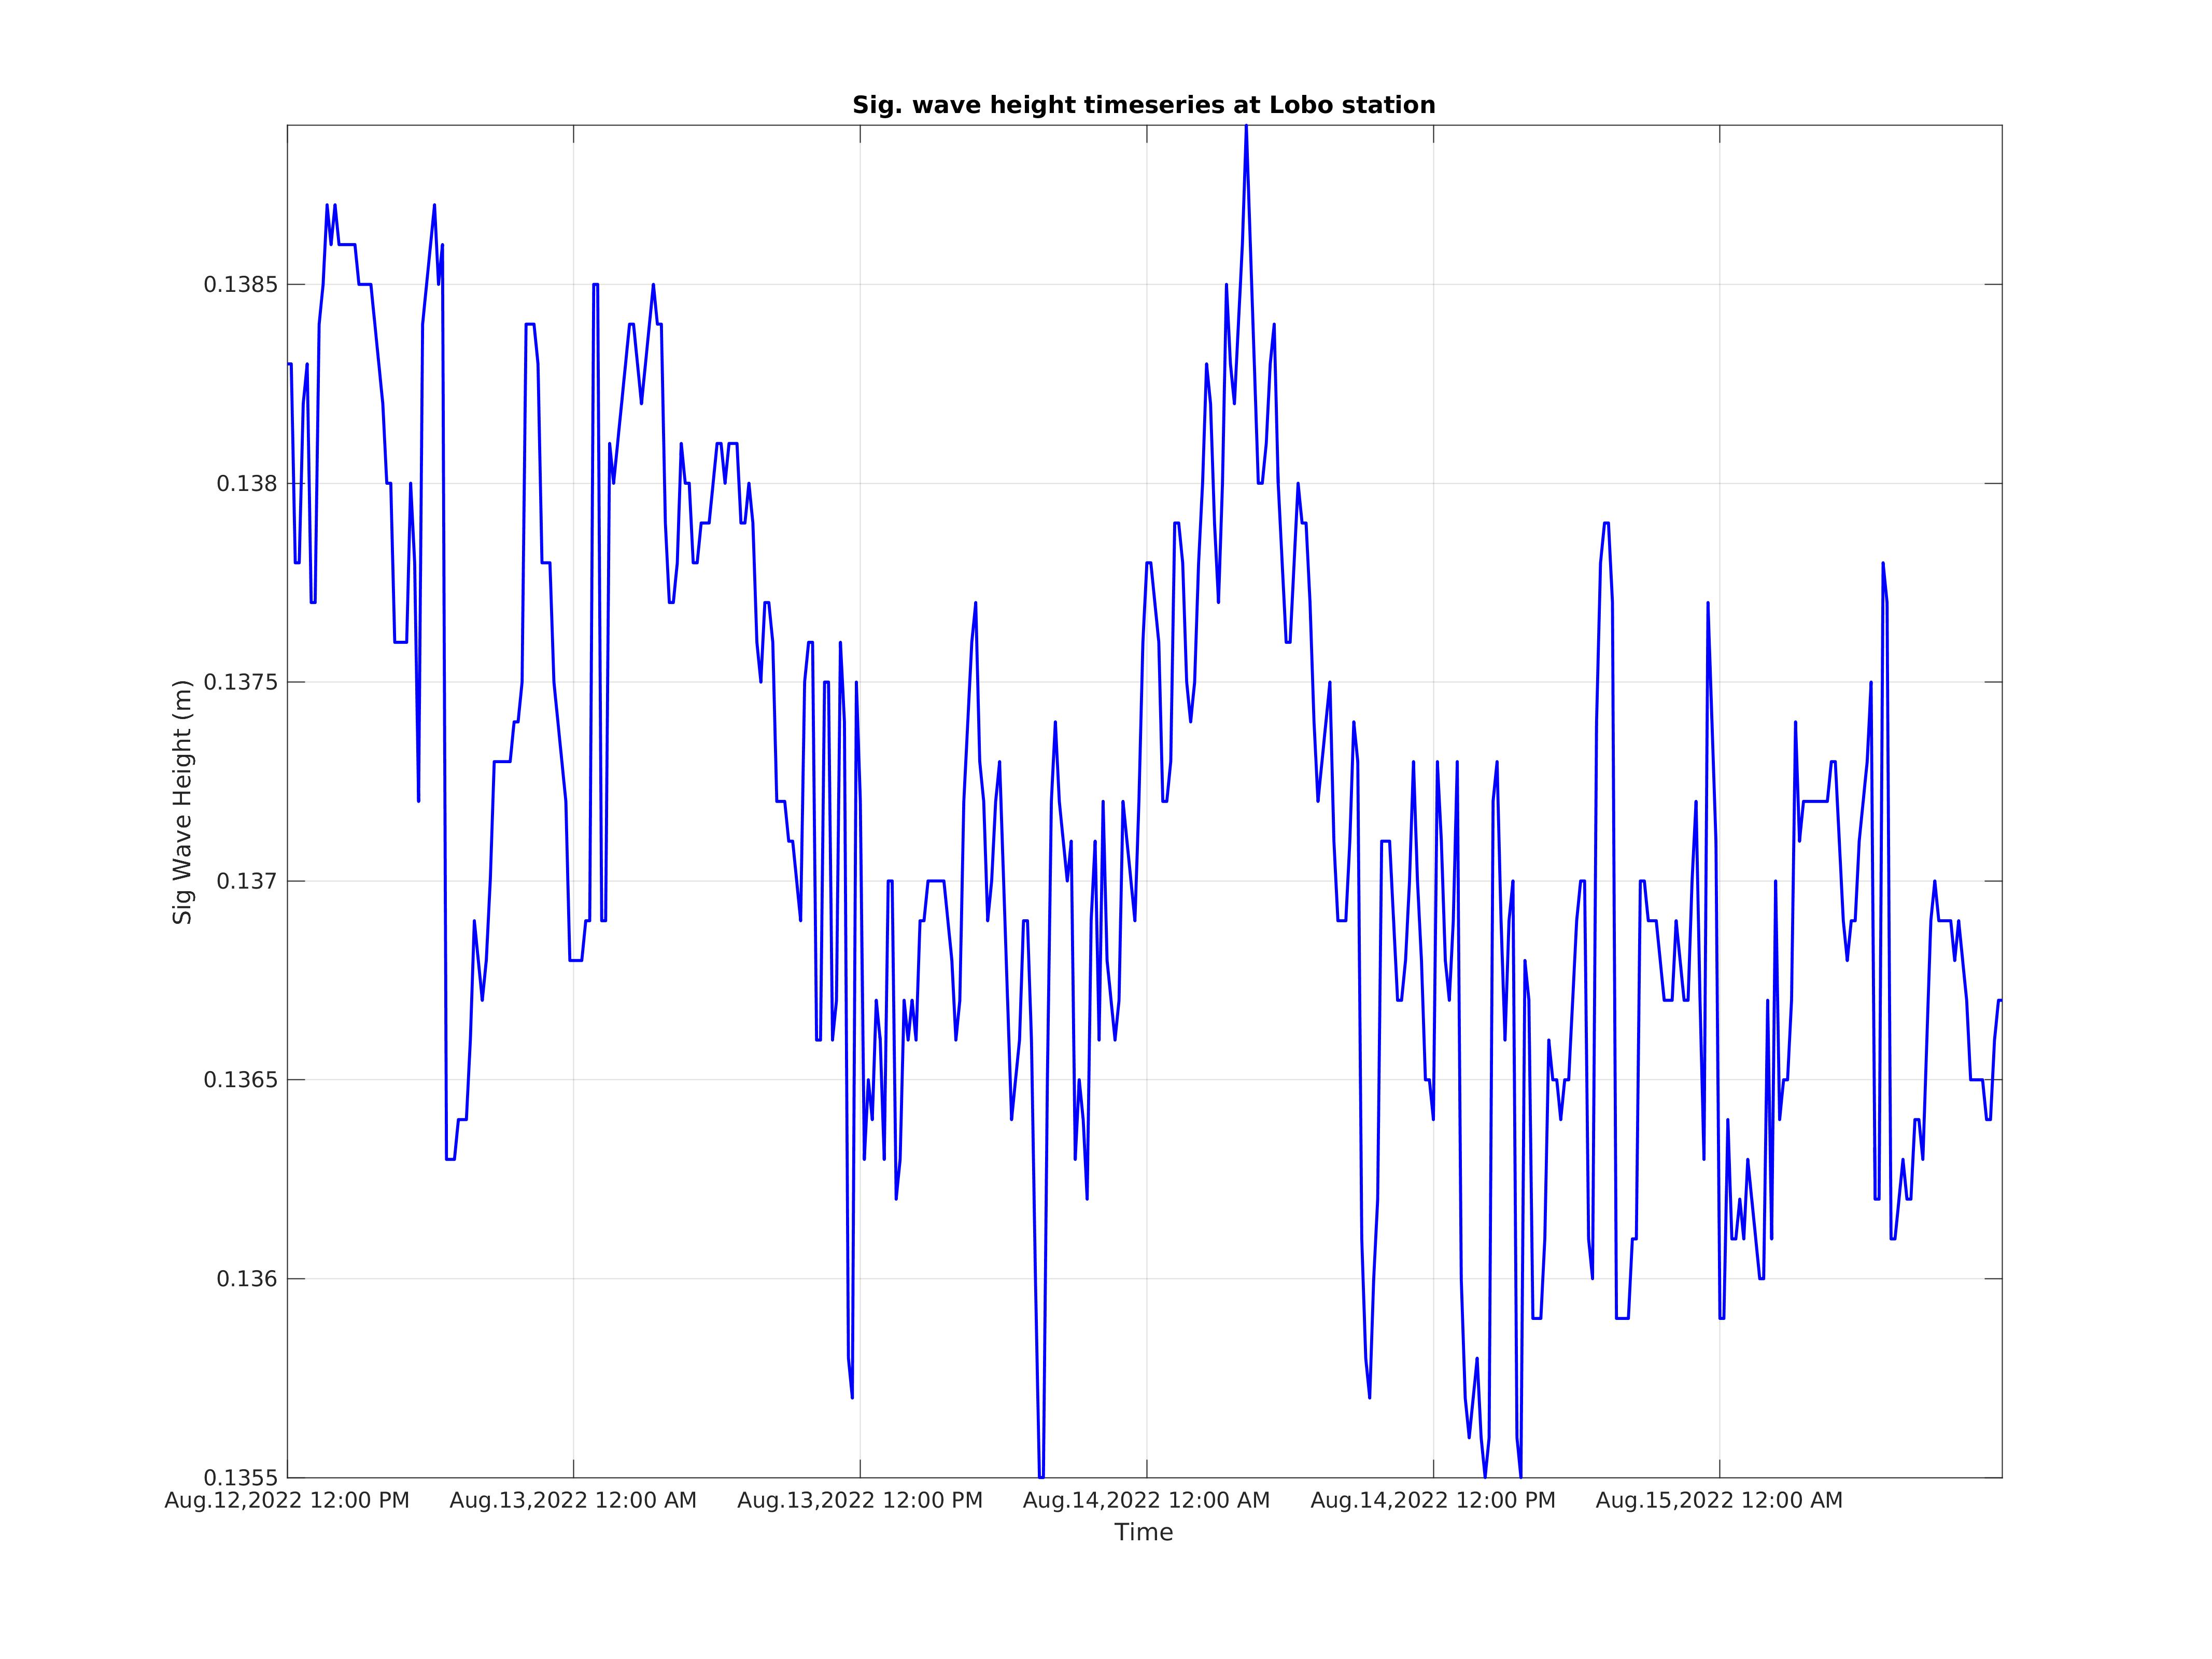 Sig. wave height timeseries at Lobo station
Sig Wave Height (m)
0.1385
0.138
0.1375
0.137
0.1365
0.136
0.1355
Aug.12,2022 12:00 PM Aug.13,2022 12:00 AM Aug.13,2022 12:00 PM Aug.14,2022 12:00 AM Aug.14,2022 12:00 PM Aug.15,2022 12:00 AM
Time